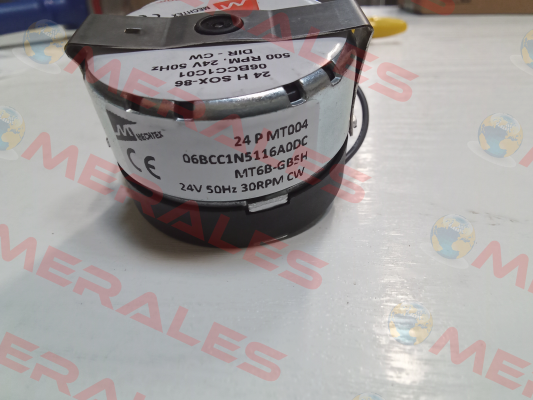 MECHTEX
24 H SOX-86
06BCC1C01
500 RPM, 24V 50Hz
DIR - CW
MECHTEX
CE
24 P MT004
06BCC1N5116A0DC
MT6B-GB5H
24V 50Hz 30RPM CW
MERALES
MERALES
MERALES